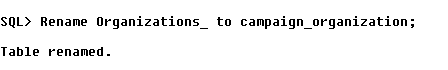 SQL> Rename Organizations_ to campaign_organization;
Table renamed.